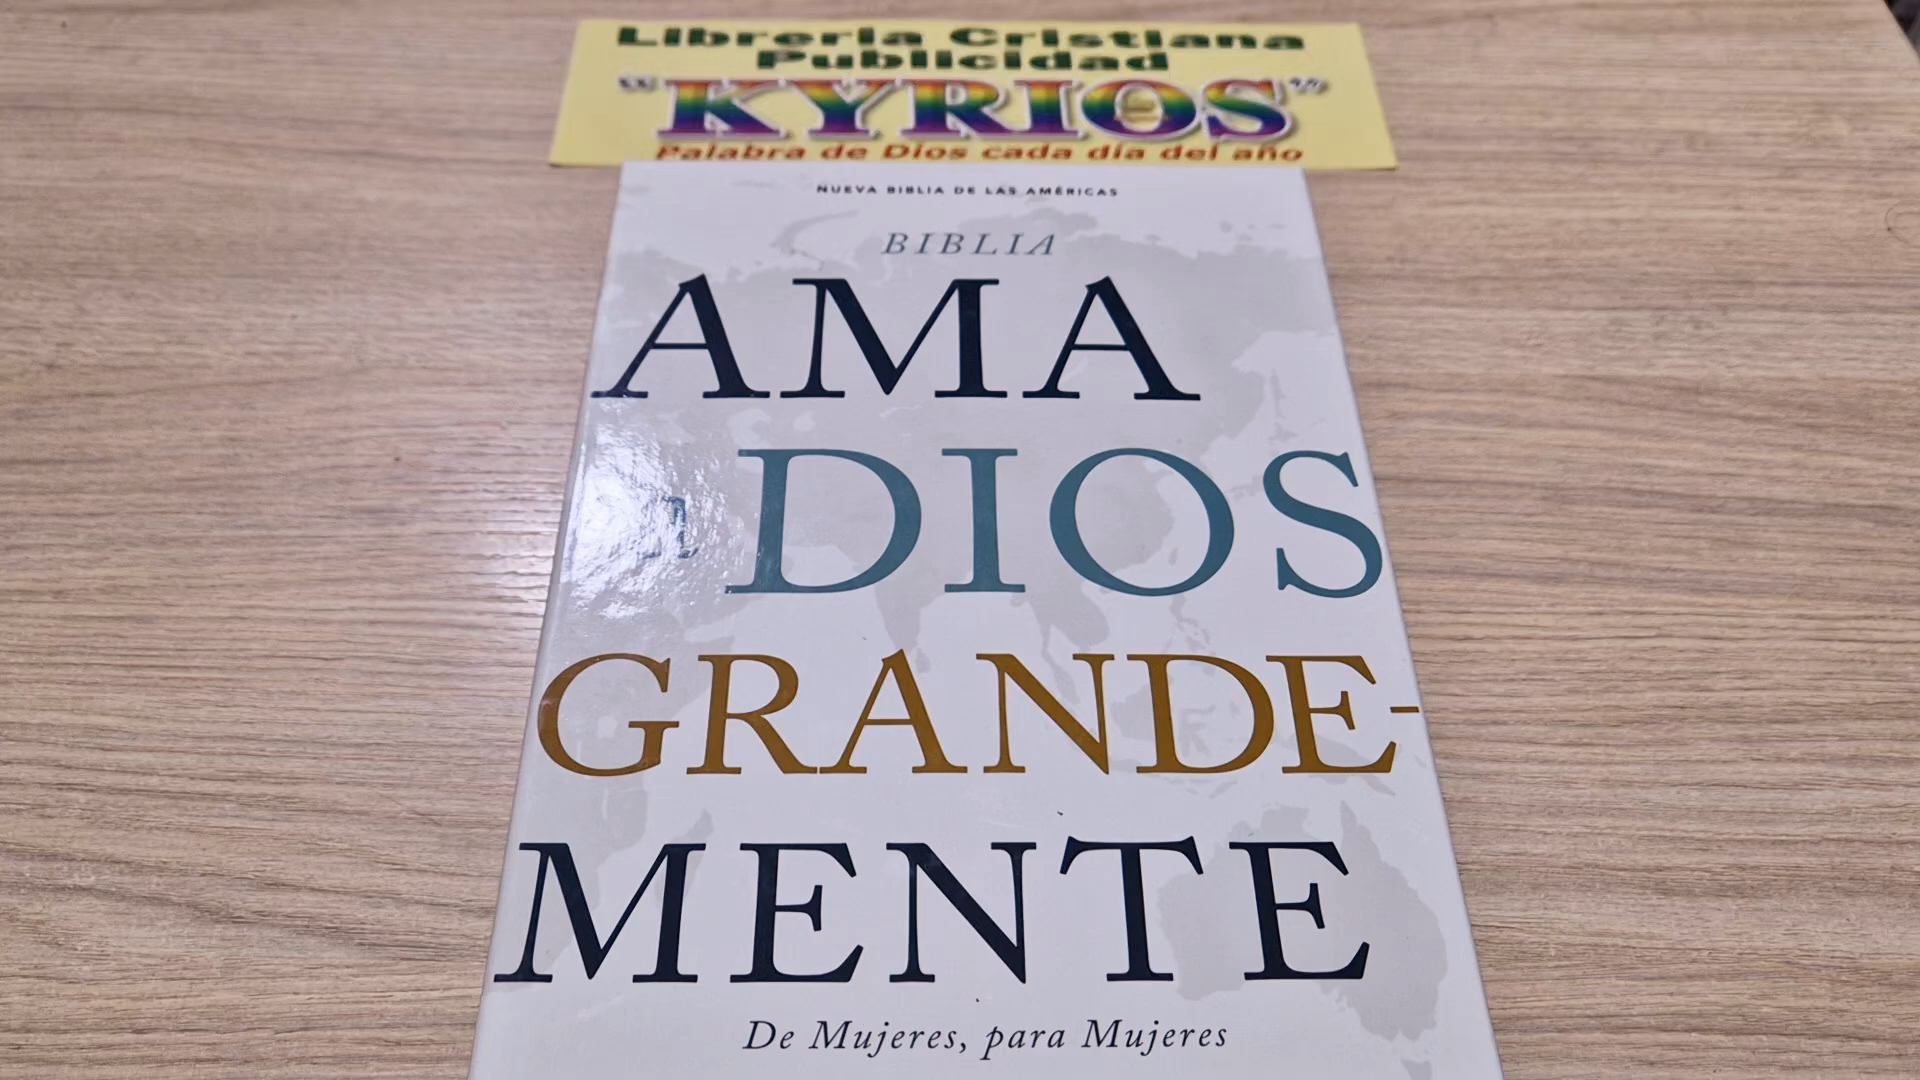 Libreria Cristiana
Publicidad
"KYRIOS"
Palabra de Dios cada dia del año
NUEVA BIBLIA DE LAS AMÉRICAS
BIBLIA
AMA
a DIOS
GRANDE-
MENTE
De Mujeres, para Mujeres